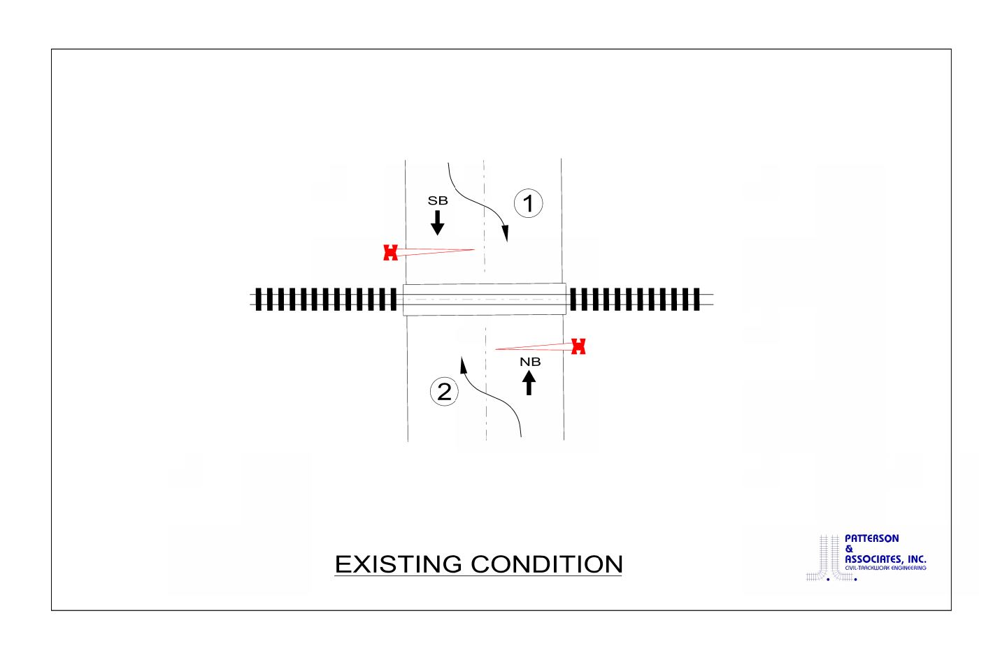 SB
1
NB
2
EXISTING CONDITION
PATTERSON
&
ASSOCIATES, INC.
CIVIL-TRACKWORK ENGINEERING